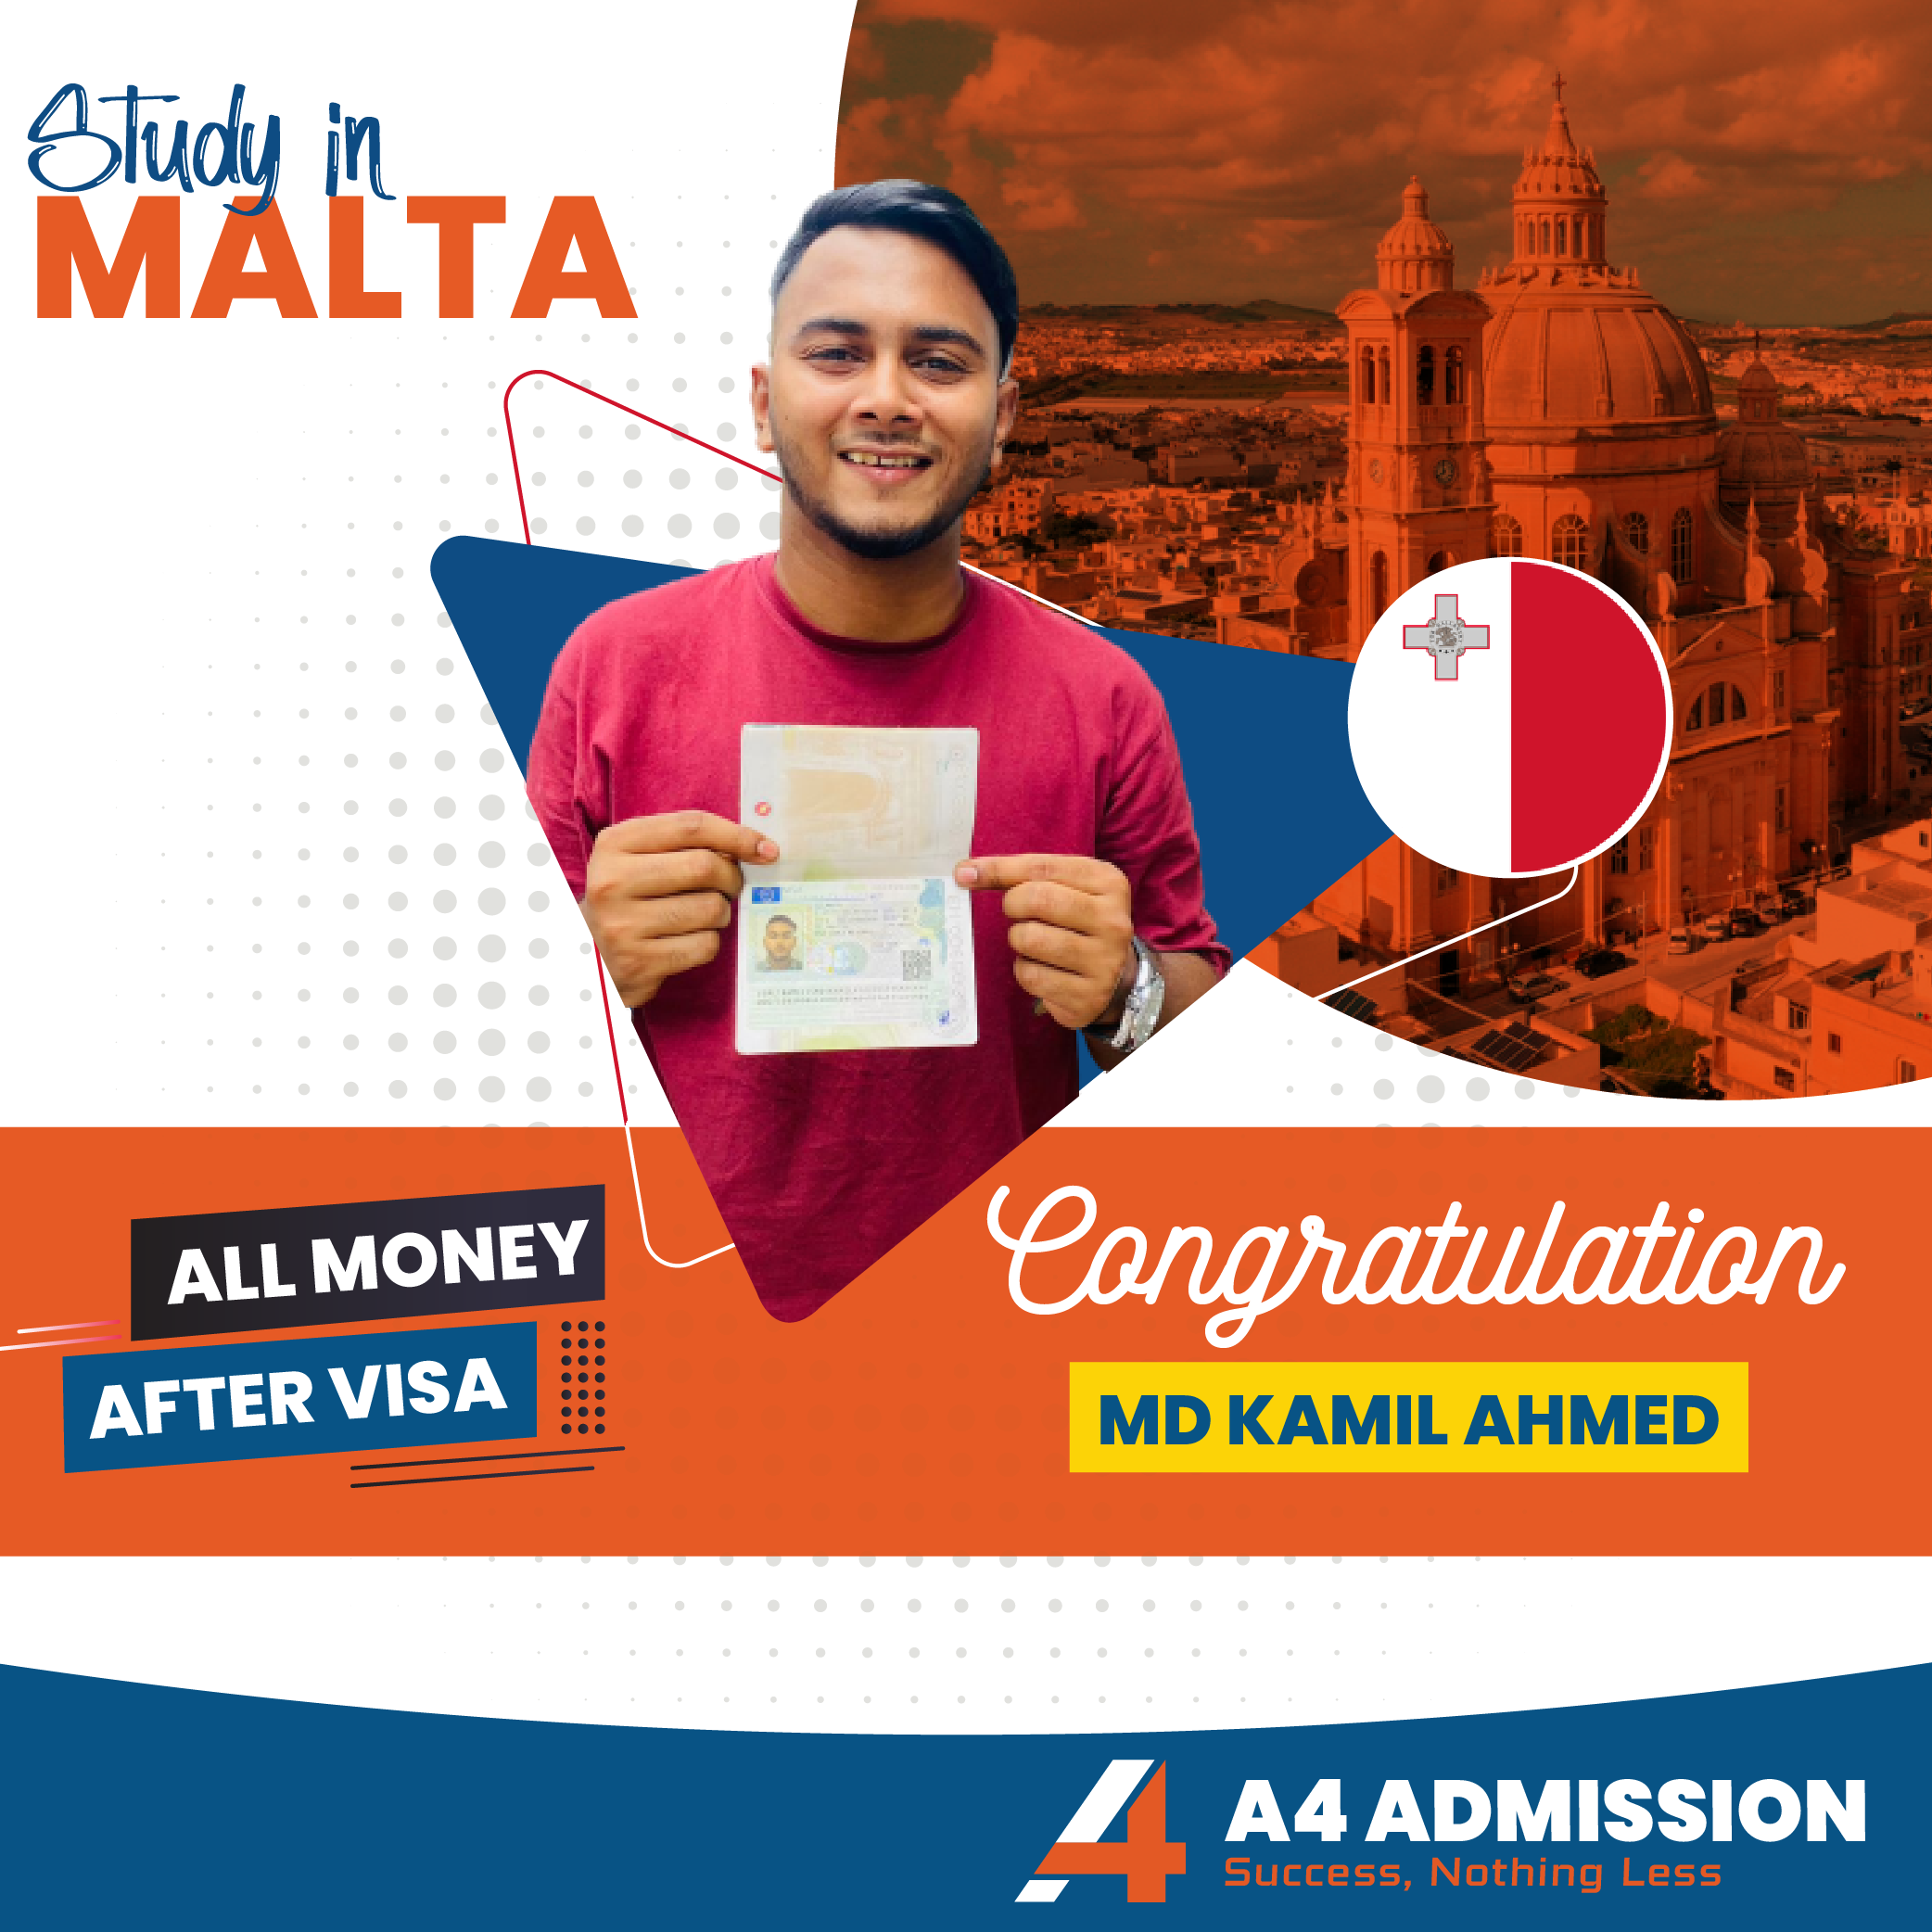 Study in
MALTA
ALL MONEY
AFTER VISA
Congratulation
MD KAMIL AHMED
A4 ADMISSION
Success, Nothing Less